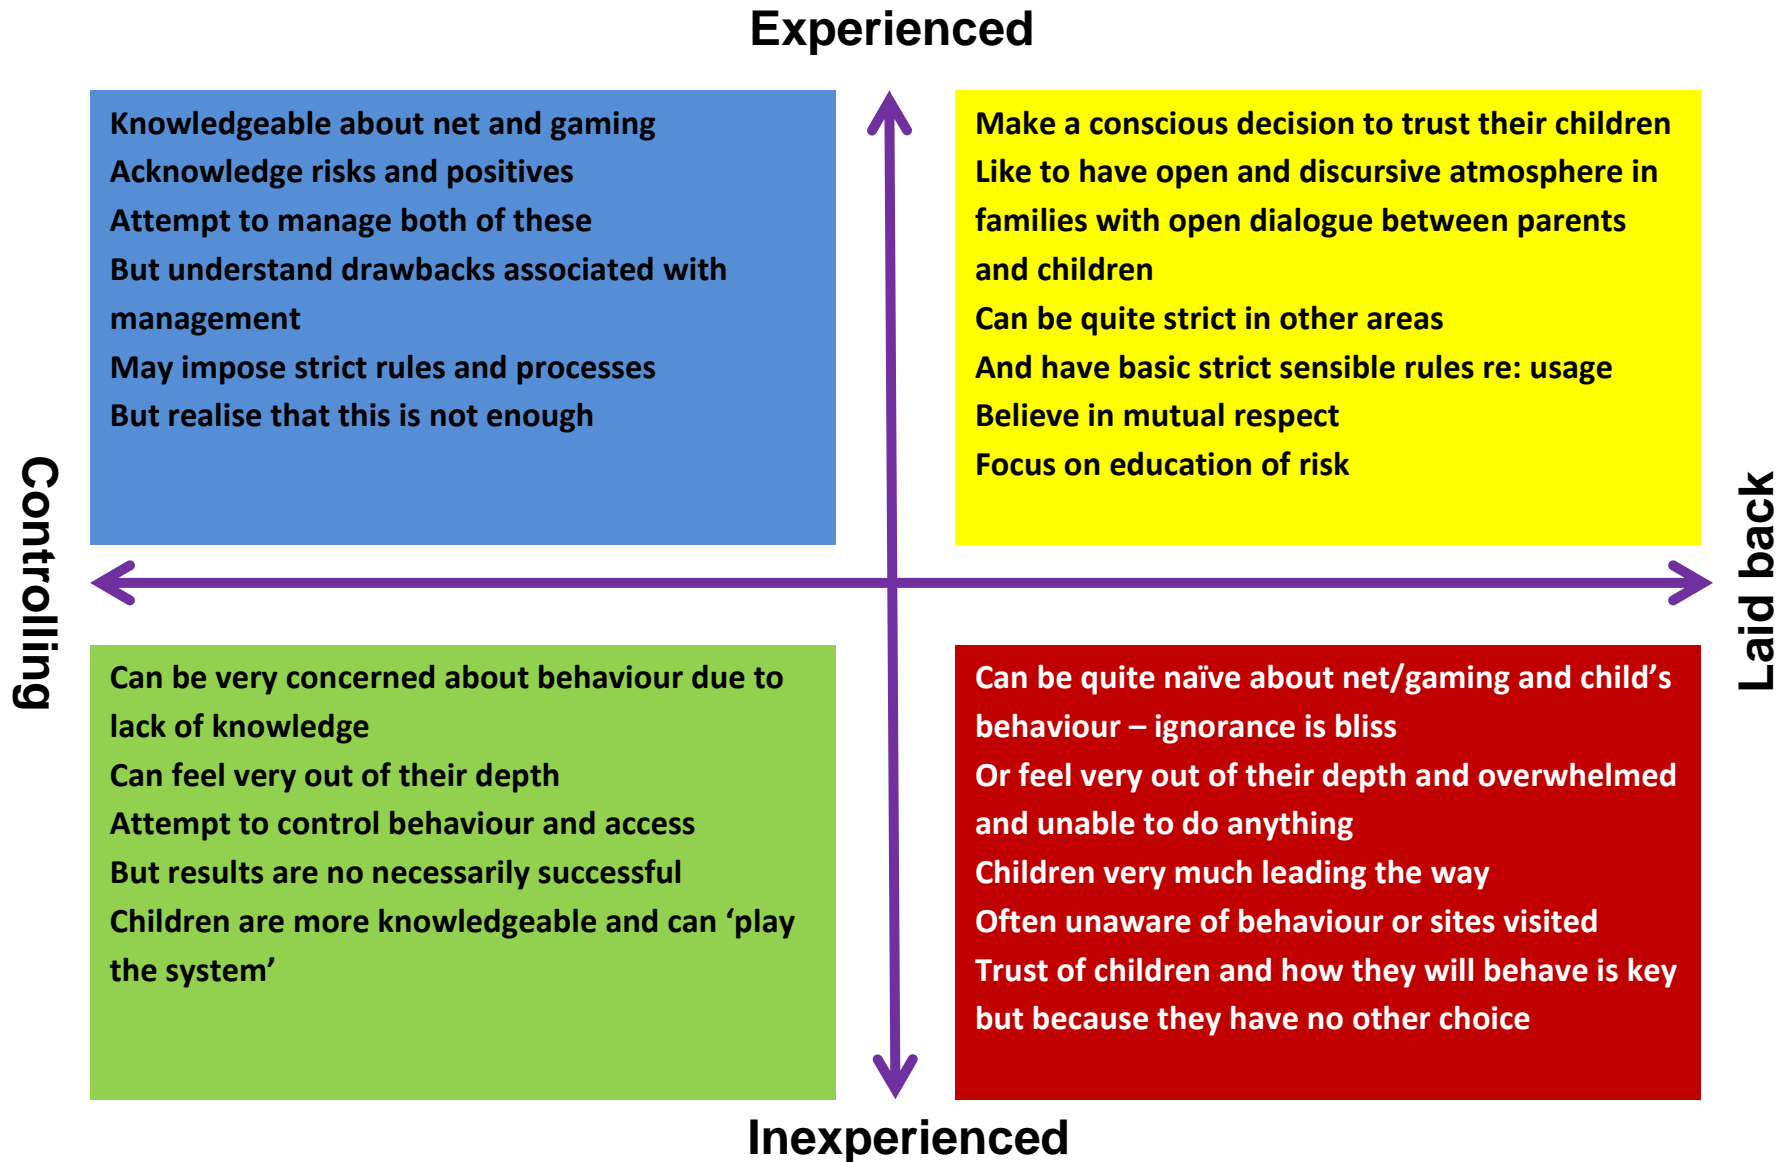 Experienced
Knowledgeable about net and gaming
Acknowledge risks and positives
Attempt to manage both of these
But understand drawbacks associated with
management
May impose strict rules and processes
But realise that this is not enough
Make a conscious decision to trust their children
Like to have open and discursive atmosphere in
families with open dialogue between parents
and children
Can be quite strict in other areas
And have basic strict sensible rules re: usage
Believe in mutual respect
Focus on education of risk
Controlling
Laid back
Can be very concerned about behaviour due to
lack of knowledge
Can feel very out of their depth
Attempt to control behaviour and access
But results are no necessarily successful
Children are more knowledgeable and can ‘play
the system’
Can be quite naïve about net/gaming and child’s
behaviour – ignorance is bliss
Or feel very out of their depth and overwhelmed
and unable to do anything
Children very much leading the way
Often unaware of behaviour or sites visited
Trust of children and how they will behave is key
but because they have no other choice
Inexperienced